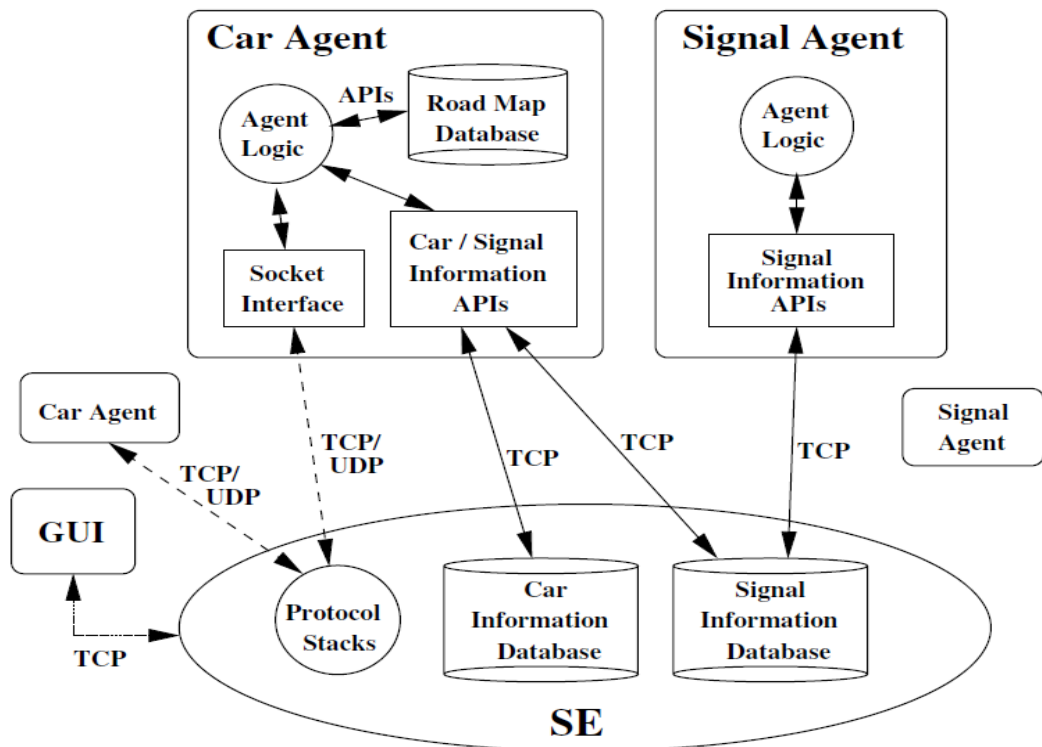 Car Agent
Signal Agent
APIs
Agent
Logic
Road Map
Database
Agent
Logic
Socket
Interface
Car / Signal
Information
APIs
Signal
Information
APIs
Car Agent
Signal
Agent
TCP/
UDP
TCP/
UDP
TCP
TCP
TCP
GUI
TCP
Protocol
Stacks
Car
Information
Database
Signal
Information
Database
SE